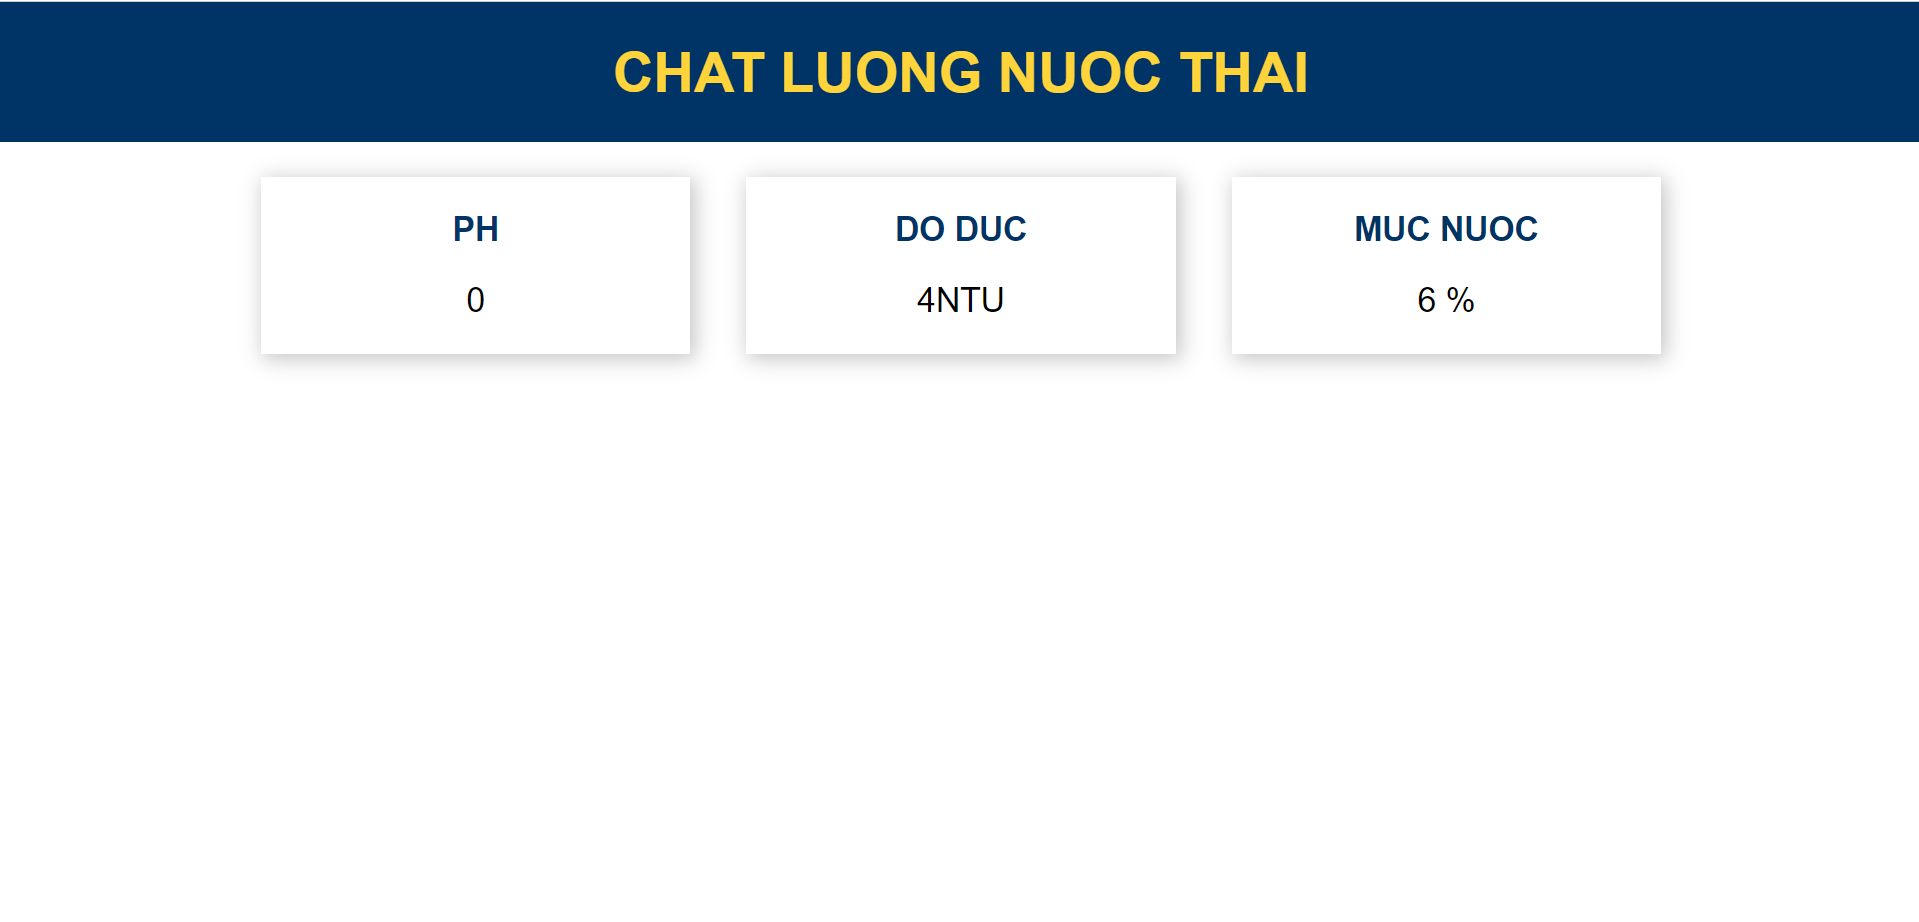 CHAT LUONG NUOC THAI
PH
0
DO DUC
4NTU
MUC NUOC
6 %